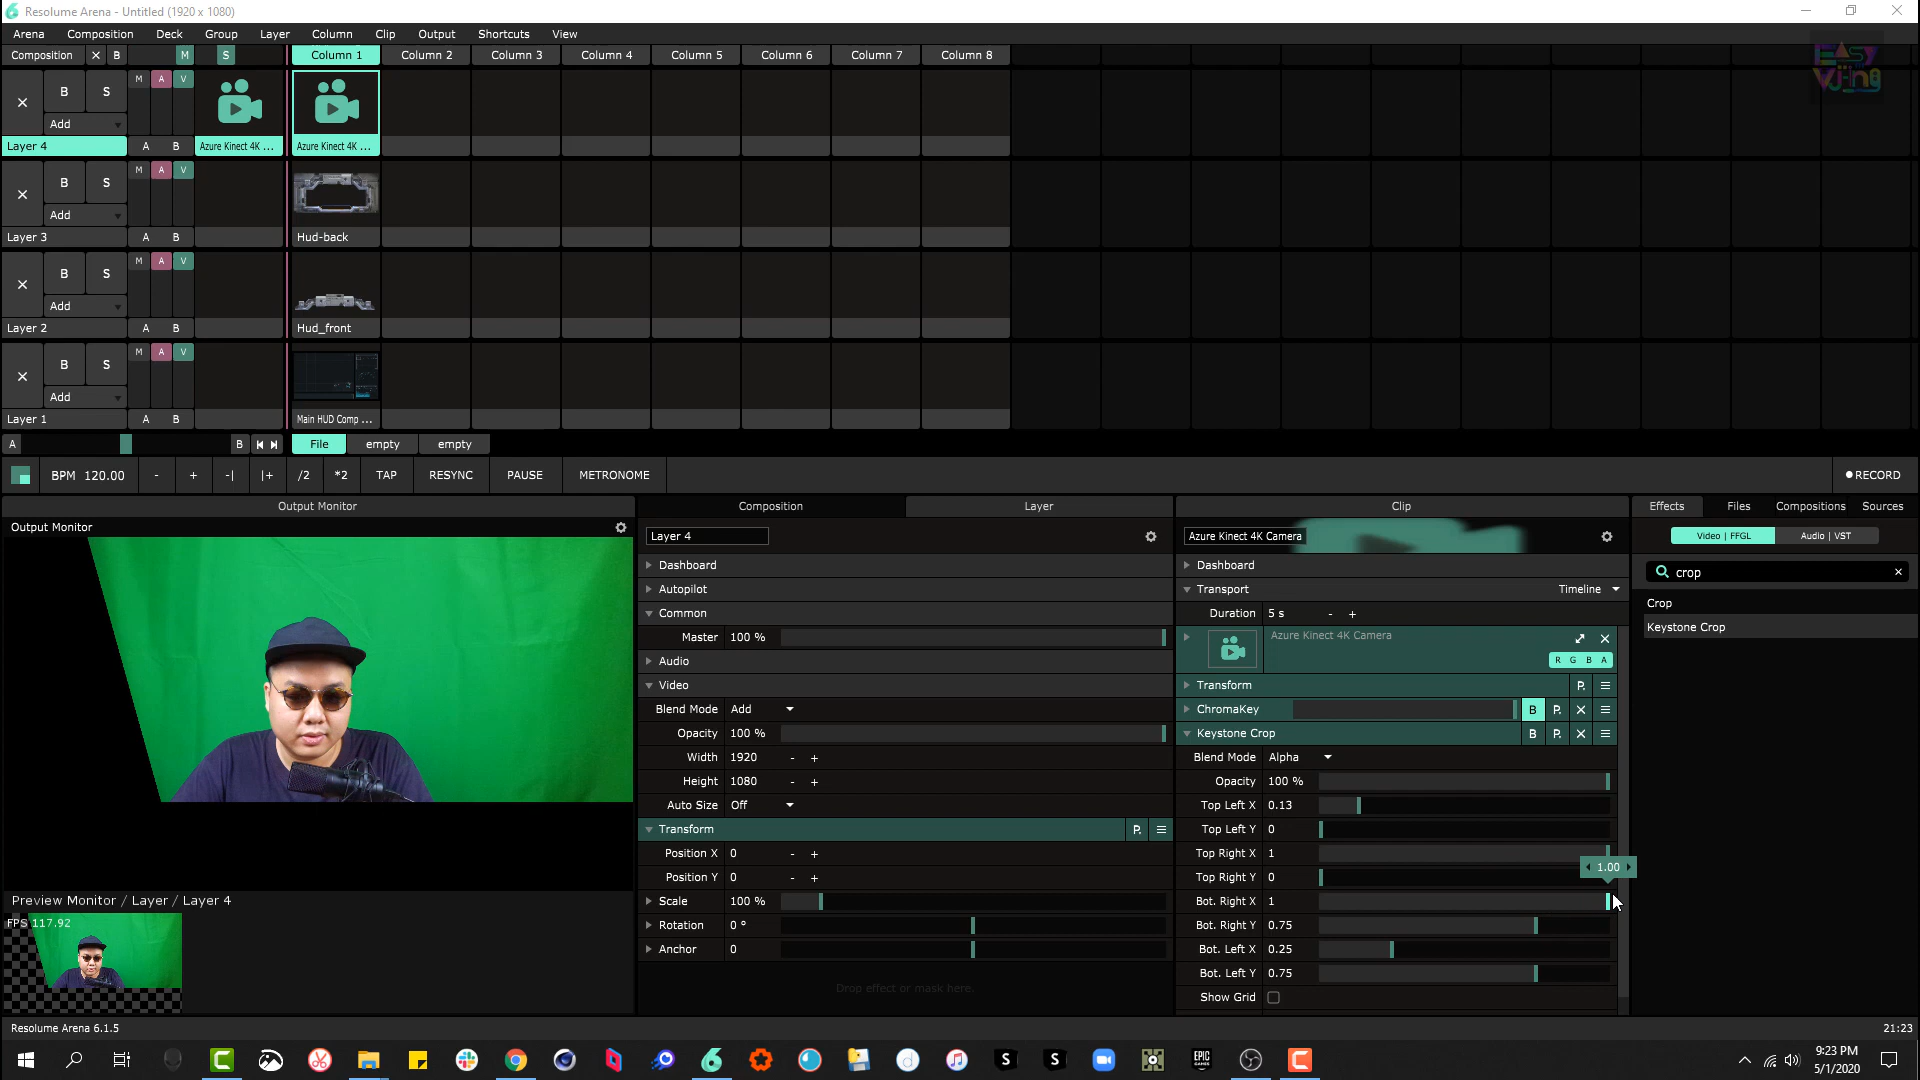 Resolume Arena - Untitled (1920 x 1080)
Arena Composition Deck Group Layer Column Clip Output Shortcuts View
Composition × B M S Column 1 Column 2 Column 3 Column 4 Column 5 Column 6 Column 7 Column 8
EASY
VJ-ing
M A V
× B S
Add
Layer 4 A B Azure Kinect 4K ... Azure Kinect 4K ...
M A V
× B S
Add
Layer 3 A B Hud-back
M A V
× B S
Add
Layer 2 A B Hud_front
M A V
× B S
Add
Layer 1 A B Main HUD Comp ...
A B File empty empty
BPM 120.00 - + -| |+ /2 *2 TAP RESYNC PAUSE METRONOME RECORD
Output Monitor Composition Layer Clip Effects Files Compositions Sources
Output Monitor
Layer 4
Azure Kinect 4K Camera
Video | FFGL Audio | VST
Dashboard
Autopilot
Common
Master 100 %
Audio
Video
Blend Mode Add
Opacity 100 %
Width 1920 - +
Height 1080 - +
Auto Size Off
Transform P.
Position X 0 - +
Position Y 0 - +
Scale 100 %
Rotation 0 °
Anchor 0
Drop effect or mask here.
Dashboard
Transport Timeline
Duration 5 s - +
Azure Kinect 4K Camera
R G B A
Transform P.
ChromaKey B P. ×
Keystone Crop B P. ×
Blend Mode Alpha
Opacity 100 %
Top Left X 0.13
Top Left Y 0
Top Right X 1
1.00
Top Right Y 0
Bot. Right X 1
Bot. Right Y 0.75
Bot. Left X 0.25
Bot. Left Y 0.75
Show Grid
crop ×
Crop
Keystone Crop
Preview Monitor / Layer / Layer 4
FPS 117.92
Resolume Arena 6.1.5
21:23
9:23 PM
5/1/2020